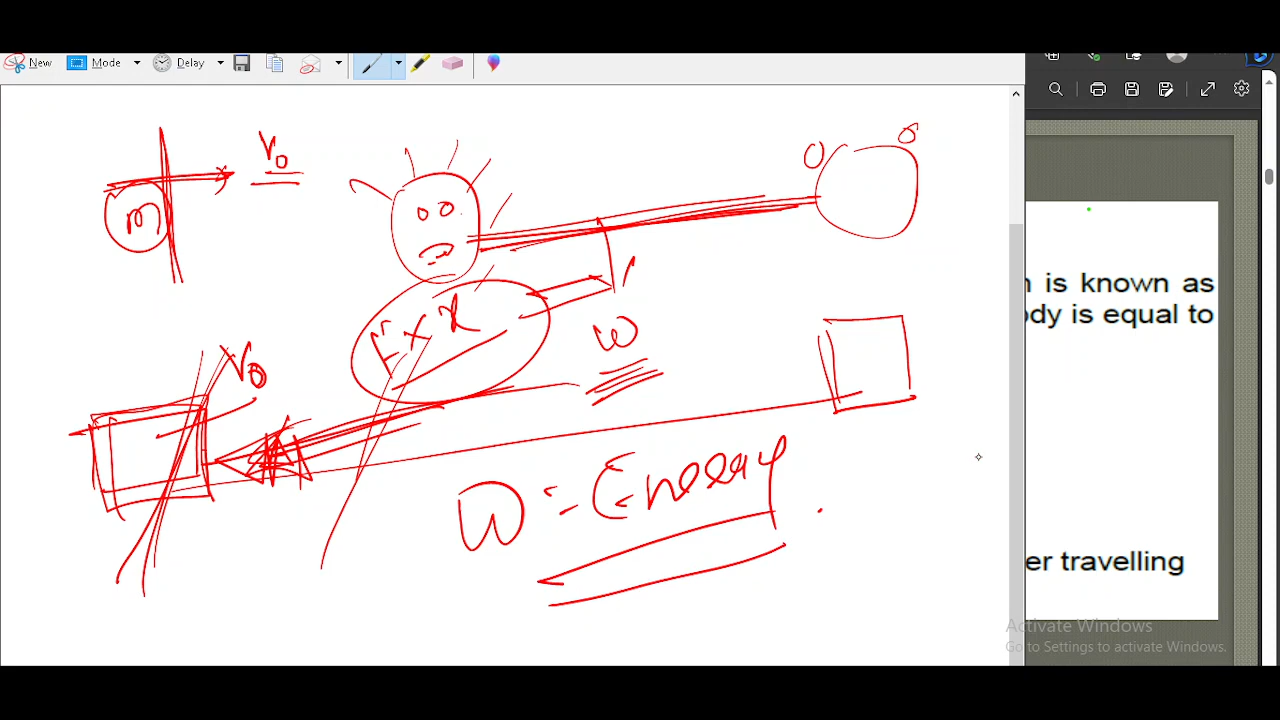 New Mode Delay
V0
m
n is known as
ody is equal to
F x x
W
V0
W = Energy
er travelling
Activate Windows
Go to Settings to activate Windows.